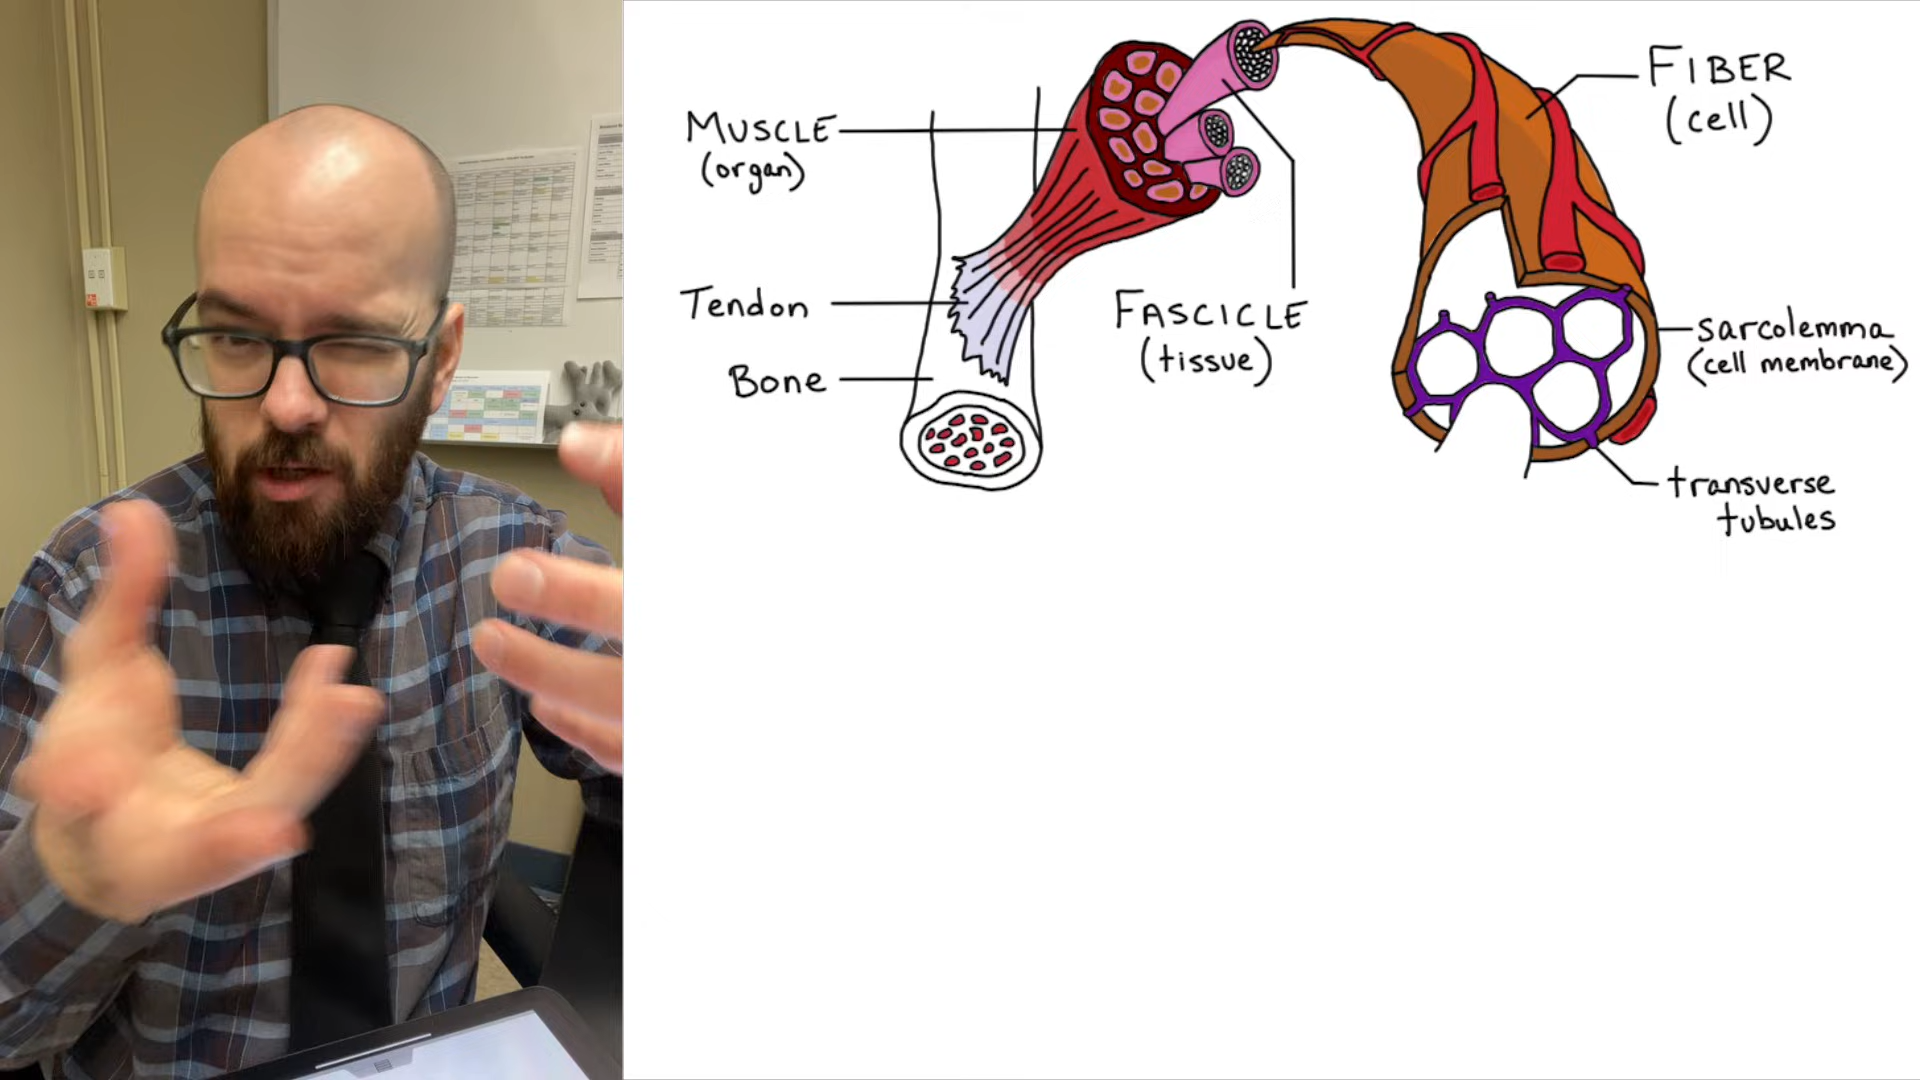 MUSCLE
(organ)
Tendon
Bone
FASCICLE
(tissue)
FIBER
(cell)
sarcolemma
(cell membrane)
transverse
tubules